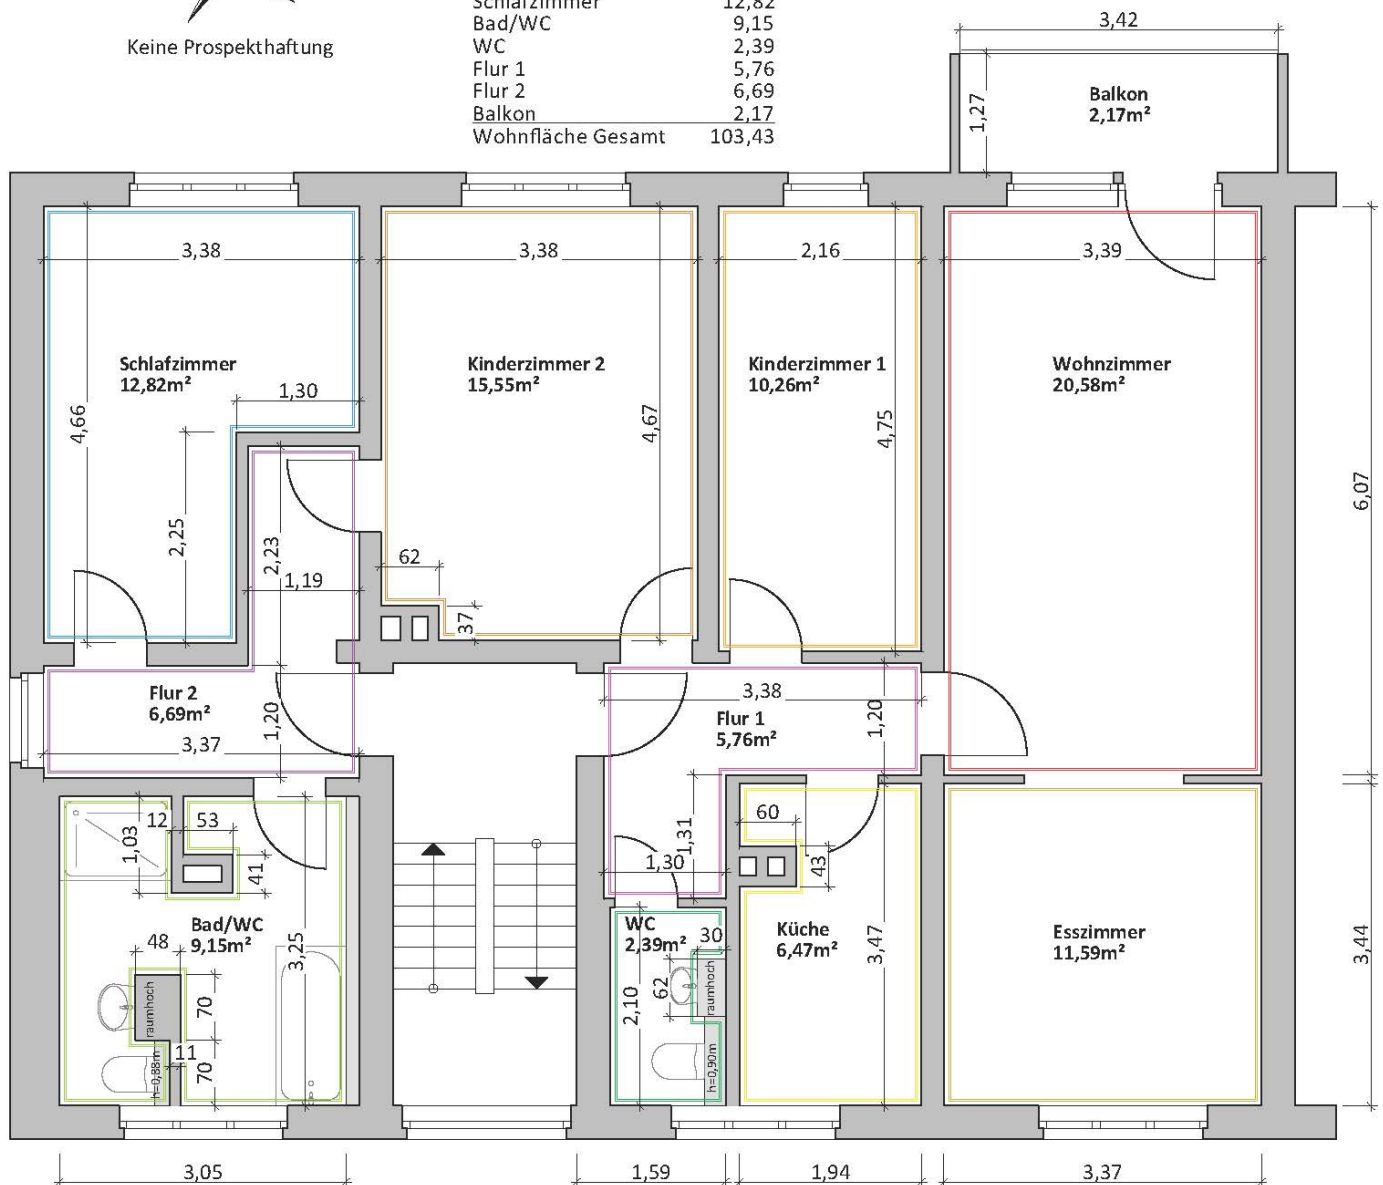 Schlafzimmer 12,82
Bad/WC 9,15
WC 2,39
Flur 1 5,76
Flur 2 6,69
Balkon 2,17
Wohnfläche Gesamt 103,43
Keine Prospekthaftung
3,42
1,27
Balkon
2,17m²
3,38
3,38
2,16
3,39
Schlafzimmer
12,82m²
Kinderzimmer 2
15,55m²
Kinderzimmer 1
10,26m²
Wohnzimmer
20,58m²
1,30
4,66
4,67
4,75
6,07
2,25
2,23
62
1,19
37
Flur 2
6,69m²
3,38
Flur 1
5,76m²
1,20
1,20
3,37
12
53
1,03
41
1,31
60
1,30
43
Bad/WC
9,15m²
WC
2,39m²
30
Küche
6,47m²
Esszimmer
11,59m²
48
3,25
3,47
3,44
raumhoch
70
62
raumhoch
2,10
11
70
h=0,88m
h=0,90m
3,05
1,59
1,94
3,37